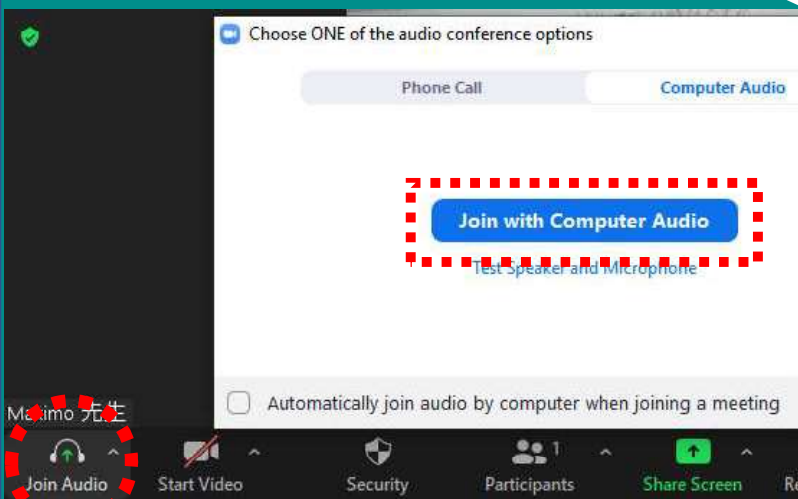 Choose ONE of the audio conference options
Phone Call
Computer Audio
Join with Computer Audio
Test Speaker and Microphone
Automatically join audio by computer when joining a meeting
Maximo 先生
1
Join Audio
Start Video
Security
Participants
Share Screen